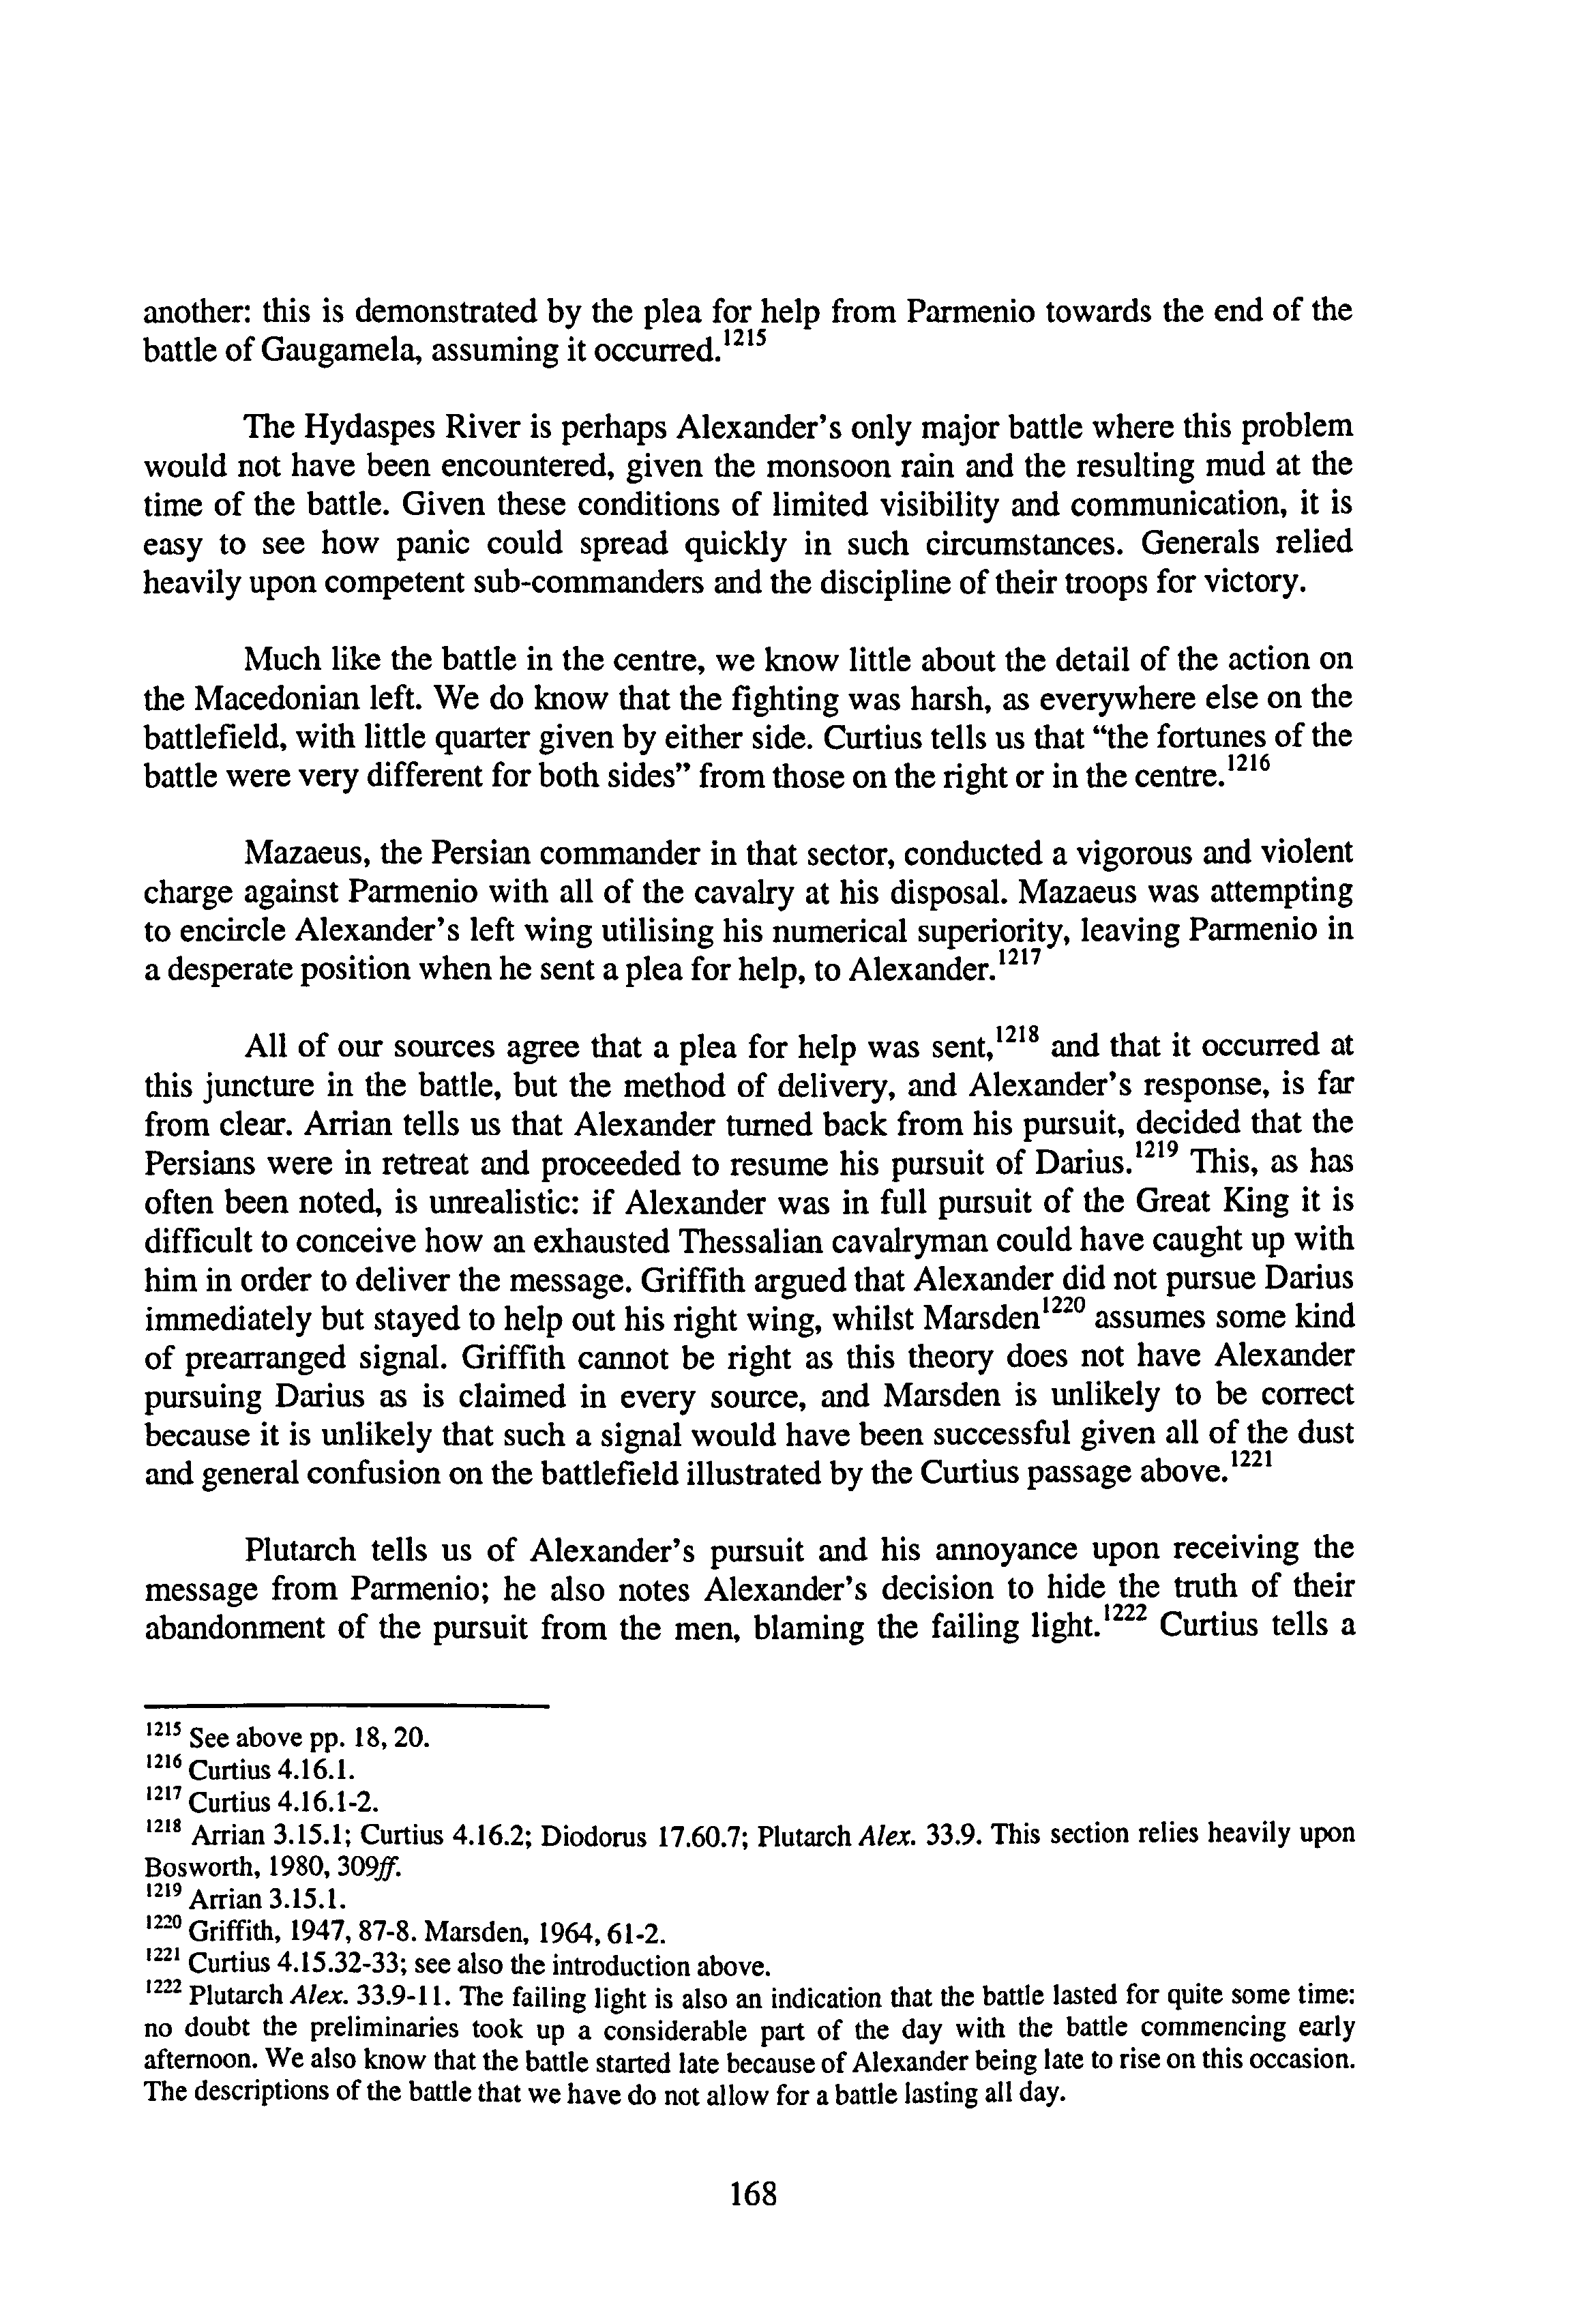 another: this is demonstrated by the plea for help from Parmenio towards the end of the
battle of Gaugamela, assuming it occurred.1215
The Hydaspes River is perhaps Alexander's only major battle where this problem
would not have been encountered, given the monsoon rain and the resulting mud at the
time of the battle. Given these conditions of limited visibility and communication, it is
easy to see how panic could spread quickly in such circumstances. Generals relied
heavily upon competent sub-commanders and the discipline of their troops for victory.
Much like the battle in the centre, we know little about the detail of the action on
the Macedonian left. We do know that the fighting was harsh, as everywhere else on the
battlefield, with little quarter given by either side. Curtius tells us that “the fortunes of the
battle were very different for both sides” from those on the right or in the centre.1216
Mazaeus, the Persian commander in that sector, conducted a vigorous and violent
charge against Parmenio with all of the cavalry at his disposal. Mazaeus was attempting
to encircle Alexander's left wing utilising his numerical superiority, leaving Parmenio in
a desperate position when he sent a plea for help, to Alexander.1217
All of our sources agree that a plea for help was sent,1218 and that it occurred at
this juncture in the battle, but the method of delivery, and Alexander's response, is far
from clear. Arrian tells us that Alexander turned back from his pursuit, decided that the
Persians were in retreat and proceeded to resume his pursuit of Darius.1219 This, as has
often been noted, is unrealistic: if Alexander was in full pursuit of the Great King it is
difficult to conceive how an exhausted Thessalian cavalryman could have caught up with
him in order to deliver the message. Griffith argued that Alexander did not pursue Darius
immediately but stayed to help out his right wing, whilst Marsden1220 assumes some kind
of prearranged signal. Griffith cannot be right as this theory does not have Alexander
pursuing Darius as is claimed in every source, and Marsden is unlikely to be correct
because it is unlikely that such a signal would have been successful given all of the dust
and general confusion on the battlefield illustrated by the Curtius passage above.1221
Plutarch tells us of Alexander's pursuit and his annoyance upon receiving the
message from Parmenio; he also notes Alexander's decision to hide the truth of their
abandonment of the pursuit from the men, blaming the failing light.1222 Curtius tells a
1215 See above pp. 18, 20.
1216 Curtius 4.16.1.
1217 Curtius 4.16.1-2.
1218 Arrian 3.15.1; Curtius 4.16.2; Diodorus 17.60.7; Plutarch Alex. 33.9. This section relies heavily upon
Bosworth, 1980, 309ff.
1219 Arrian 3.15.1.
1220 Griffith, 1947, 87-8. Marsden, 1964, 61-2.
1221 Curtius 4.15.32-33; see also the introduction above.
1222 Plutarch Alex. 33.9-11. The failing light is also an indication that the battle lasted for quite some time:
no doubt the preliminaries took up a considerable part of the day with the battle commencing early
afternoon. We also know that the battle started late because of Alexander being late to rise on this occasion.
The descriptions of the battle that we have do not allow for a battle lasting all day.
168